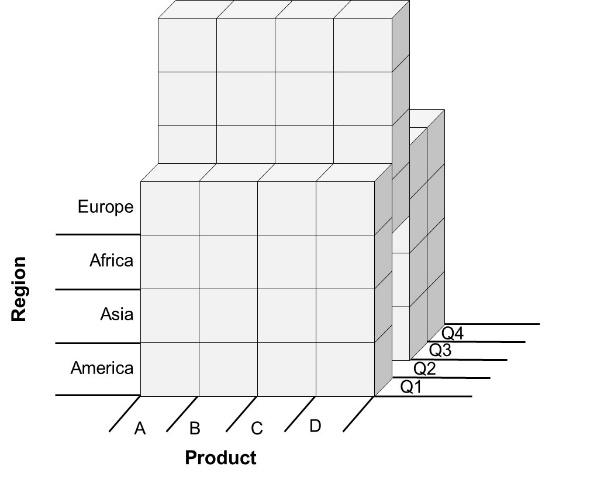 Region
Europe
Africa
Asia
America
Q4
Q3
Q2
Q1
A B C D
Product